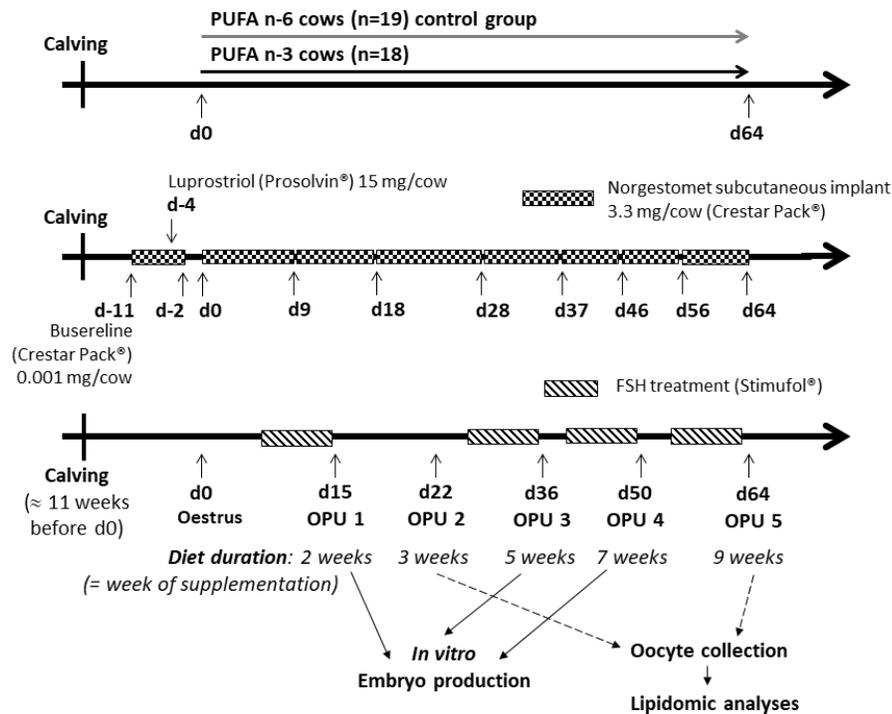 PUFA n-6 cows (n=19) control group
Calving
PUFA n-3 cows (n=18)
d0
d64
Luprostriol (Prosolvin®) 15 mg/cow
d-4
Norgestomet subcutaneous implant
3.3 mg/cow (Crestar Pack®)
Calving
d-11
d-2
d0
d9
d18
d28
d37
d46
d56
d64
Busereline
(Crestar Pack®)
0.001 mg/cow
FSH treatment (Stimufol®)
Calving
(≈ 11 weeks
before d0)
d0
Oestrus
d15
OPU 1
d22
OPU 2
d36
OPU 3
d50
OPU 4
d64
OPU 5
Diet duration: 2 weeks
3 weeks
5 weeks
7 weeks
9 weeks
(= week of supplementation)
In vitro
Embryo production
Oocyte collection
Lipidomic analyses